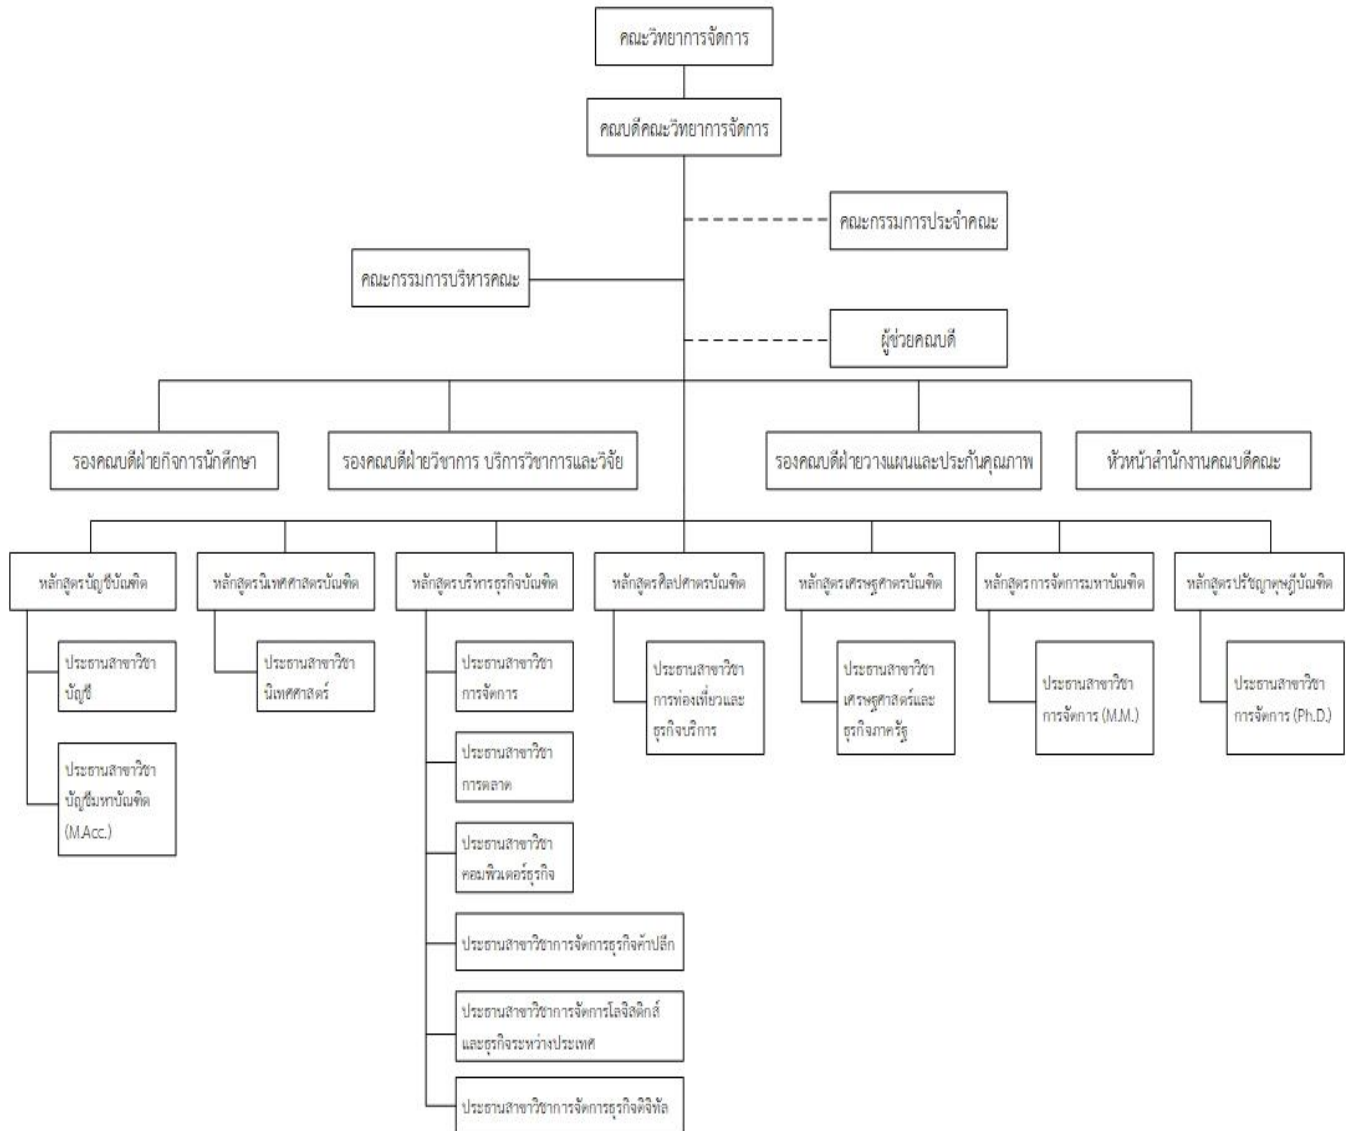 คณะวิทยาการจัดการ
คณบดีคณะวิทยาการจัดการ
คณะกรรมการประจำคณะ
คณะกรรมการบริหารคณะ
ผู้ช่วยคณบดี
รองคณบดีฝ่ายกิจการนักศึกษา
รองคณบดีฝ่ายวิชาการ บริการวิชาการและวิจัย
รองคณบดีฝ่ายวางแผนและประกันคุณภาพ
หัวหน้าสำนักงานคณบดีคณะ
หลักสูตรบัญชีบัณฑิต
หลักสูตรนิเทศศาสตรบัณฑิต
หลักสูตรบริหารธุรกิจบัณฑิต
หลักสูตรศิลปศาตรบัณฑิต
หลักสูตรเศรษฐศาตรบัณฑิต
หลักสูตรการจัดการมหาบัณฑิต
หลักสูตรปรัชญาดุษฎีบัณฑิต
ประธานสาขาวิชา
บัญชี
ประธานสาขาวิชา
บัญชีมหาบัณฑิต
(M.Acc.)
ประธานสาขาวิชา
นิเทศศาสตร์
ประธานสาขาวิชา
การจัดการ
ประธานสาขาวิชา
การตลาด
ประธานสาขาวิชา
คอมพิวเตอร์ธุรกิจ
ประธานสาขาวิชาการจัดการธุรกิจค้าปลีก
ประธานสาขาวิชาการจัดการโลจิสติกส์
และธุรกิจระหว่างประเทศ
ประธานสาขาวิชาการจัดการธุรกิจดิจิทัล
ประธานสาขาวิชา
การท่องเที่ยวและ
ธุรกิจบริการ
ประธานสาขาวิชา
เศรษฐศาสตร์และ
ธุรกิจภาครัฐ
ประธานสาขาวิชา
การจัดการ (M.M.)
ประธานสาขาวิชา
การจัดการ (Ph.D.)